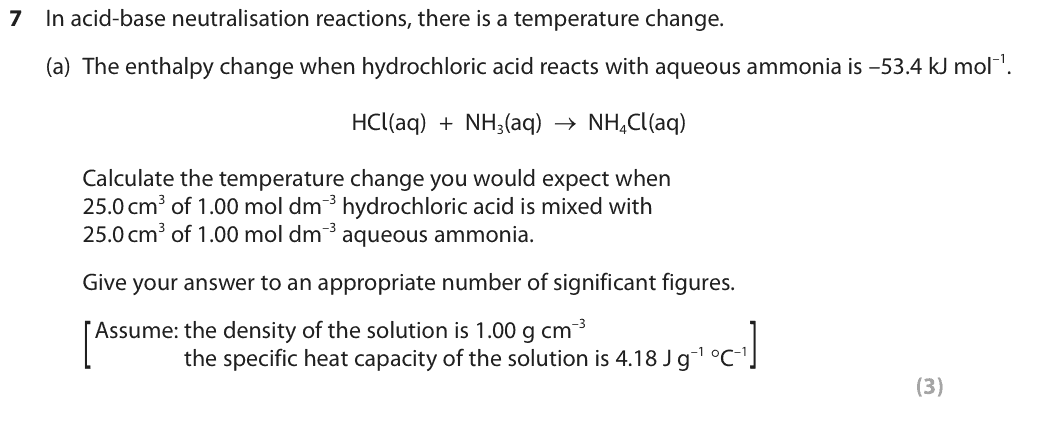 7 In acid-base neutralisation reactions, there is a temperature change.
(a) The enthalpy change when hydrochloric acid reacts with aqueous ammonia is –53.4 kJ mol⁻¹.
HCl(aq) + NH₃(aq) → NH₄Cl(aq)
Calculate the temperature change you would expect when
25.0 cm³ of 1.00 mol dm⁻³ hydrochloric acid is mixed with
25.0 cm³ of 1.00 mol dm⁻³ aqueous ammonia.
Give your answer to an appropriate number of significant figures.
[Assume: the density of the solution is 1.00 g cm⁻³
the specific heat capacity of the solution is 4.18 J g⁻¹ °C⁻¹]
(3)